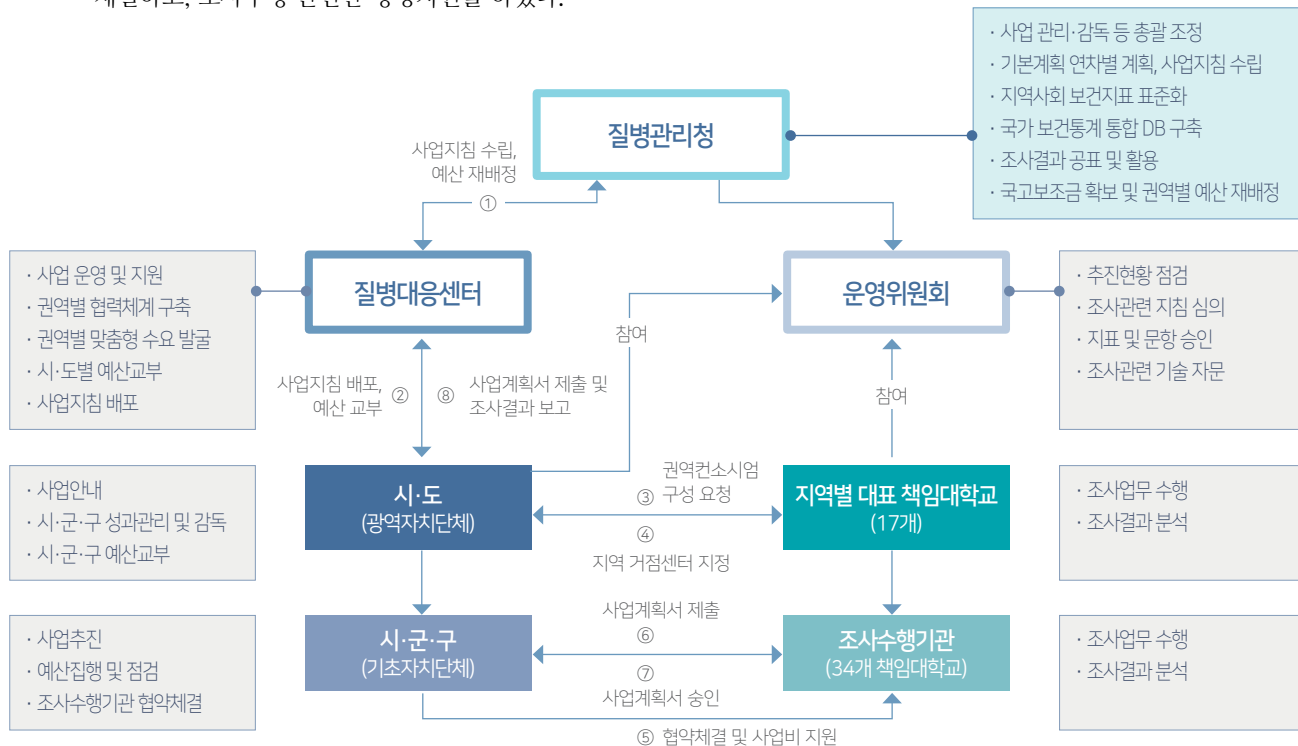 · 사업 관리·감독 등 총괄 조정
· 기본계획 연차별 계획, 사업지침 수립
· 지역사회 보건지표 표준화
· 국가 보건통계 통합 DB 구축
· 조사결과 공표 및 활용
· 국고보조금 확보 및 권역별 예산 재배정
질병관리청
사업지침 수립,
예산 재배정
①
· 사업 운영 및 지원
· 권역별 협력체계 구축
· 권역별 맞춤형 수요 발굴
· 시·도별 예산교부
· 사업지침 배포
질병대응센터
운영위원회
· 추진현황 점검
· 조사관련 지침 심의
· 지표 및 문항 승인
· 조사관련 기술 자문
참여
사업지침 배포,
예산 교부
②
⑧
사업계획서 제출 및
조사결과 보고
참여
· 사업안내
· 시·군·구 성과관리 및 감독
· 시·군·구 예산교부
시·도
(광역자치단체)
권역컨소시엄
③ 구성 요청
④
지역 거점센터 지정
지역별 대표 책임대학교
(17개)
· 조사업무 수행
· 조사결과 분석
· 사업추진
· 예산집행 및 점검
· 조사수행기관 협약체결
시·군·구
(기초자치단체)
사업계획서 제출
⑥
⑦
사업계획서 승인
조사수행기관
(34개 책임대학교)
· 조사업무 수행
· 조사결과 분석
⑤ 협약체결 및 사업비 지원